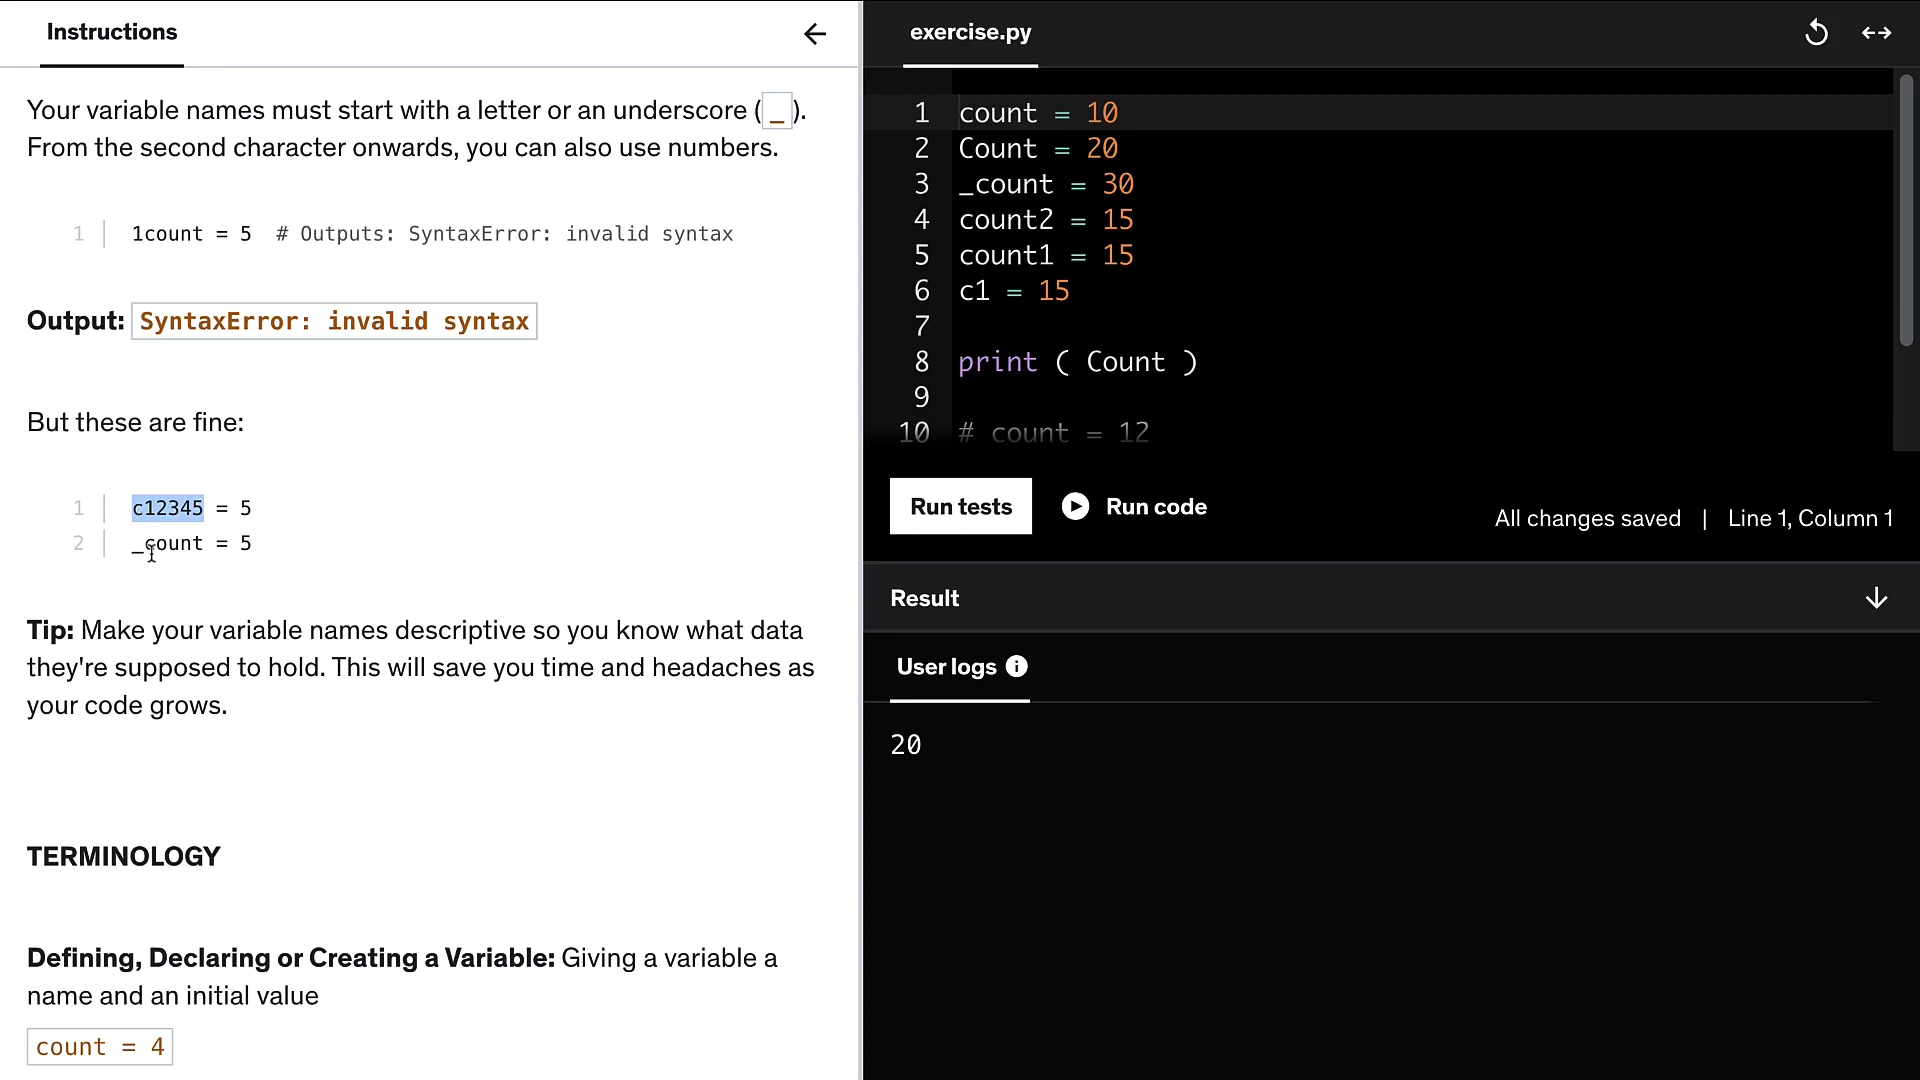 Instructions
Your variable names must start with a letter or an underscore (_).
From the second character onwards, you can also use numbers.
1 1count = 5 # Outputs: SyntaxError: invalid syntax
Output: SyntaxError: invalid syntax
But these are fine:
1 c12345 = 5
2 _count = 5
Tip: Make your variable names descriptive so you know what data
they're supposed to hold. This will save you time and headaches as
your code grows.
TERMINOLOGY
Defining, Declaring or Creating a Variable: Giving a variable a
name and an initial value
count = 4
exercise.py
1 count = 10
2 Count = 20
3 _count = 30
4 count2 = 15
5 count1 = 15
6 c1 = 15
7
8 print ( Count )
9
10 # count = 12
Run tests Run code All changes saved | Line 1, Column 1
Result
User logs
20